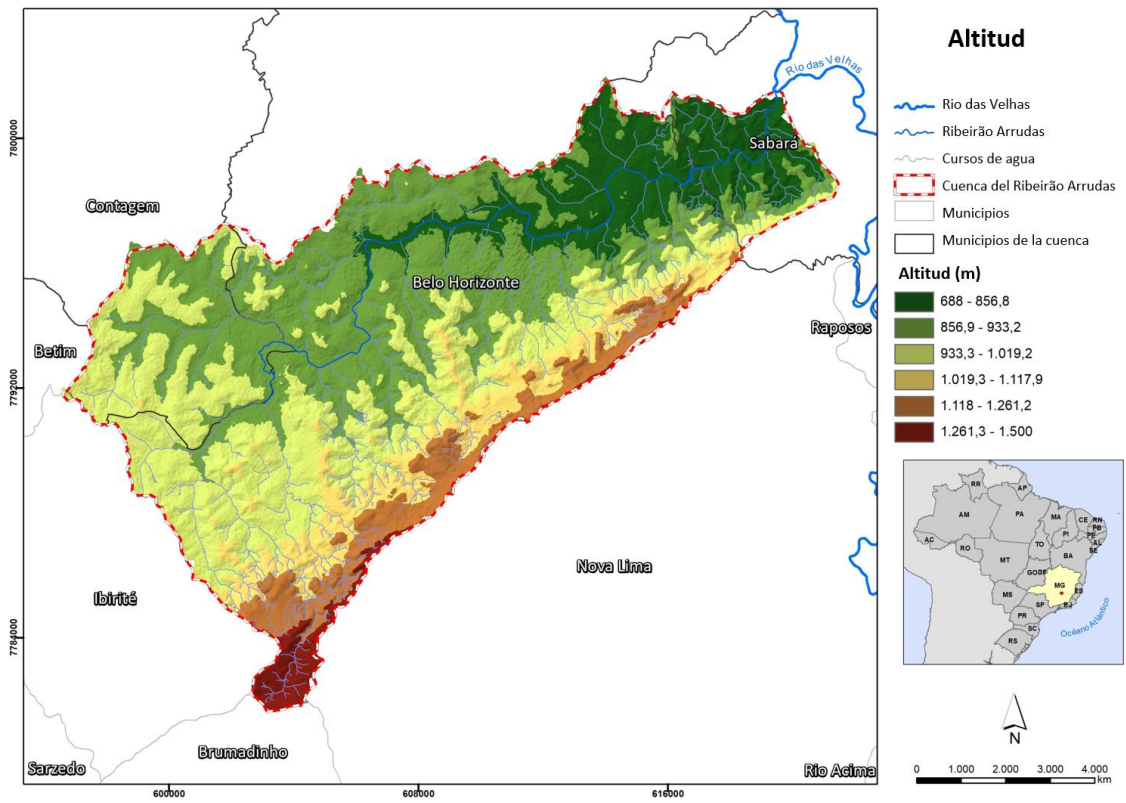 Altitud
Rio das Velhas
Ribeirão Arrudas
Cursos de agua
Cuenca del Ribeirão Arrudas
Municipios
Municipios de la cuenca
Altitud (m)
688 - 856,8
856,9 - 933,2
933,3 - 1.019,2
1.019,3 - 1.117,9
1.118 - 1.261,2
1.261,3 - 1.500
Rio das Velhas
Sabará
Contagem
Belo Horizonte
Raposos
Betim
Nova Lima
Ibirité
Brumadinho
Sarzedo
Rio Acima
7800000
7792000
7784000
600000
608000
616000
RR
AP
AM
PA
MA
CE
RN
PB
PE
AL
SE
PI
AC
RO
TO
BA
MT
GO
DF
MG
ES
MS
SP
RJ
PR
SC
RS
Océano Atlántico
N
0 1.000 2.000 3.000 4.000
km